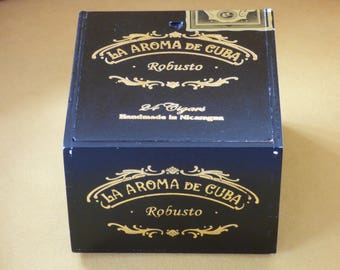 LA AROMA DE CUBA
Robusto
24 Cigars
Handmade in Nicaragua
LA AROMA DE CUBA
Robusto